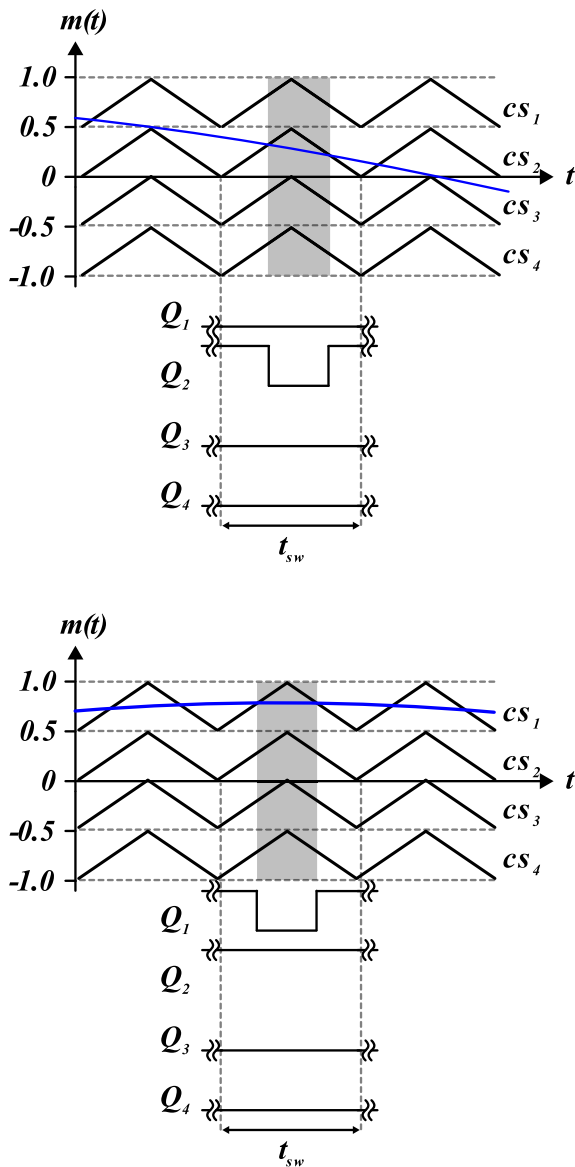 m(t)
1.0
cs₁
0.5
cs₂
0
t
cs₃
-0.5
cs₄
-1.0
Q₁
Q₂
Q₃
Q₄
tsw
m(t)
1.0
cs₁
0.5
cs₂
0
t
cs₃
-0.5
cs₄
-1.0
Q₁
Q₂
Q₃
Q₄
tsw